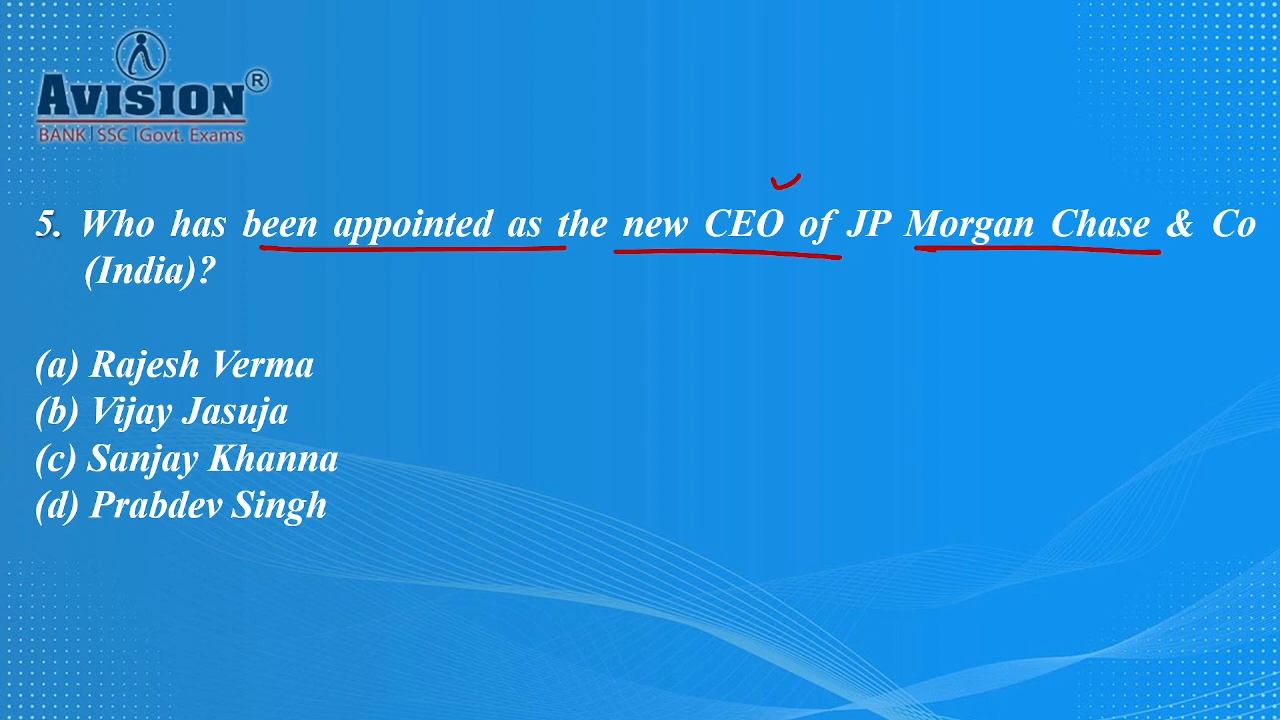 AVISION®
BANK|SSC|Govt. Exams
5. Who has been appointed as the new CEO of JP Morgan Chase & Co
(India)?
(a) Rajesh Verma
(b) Vijay Jasuja
(c) Sanjay Khanna
(d) Prabdev Singh